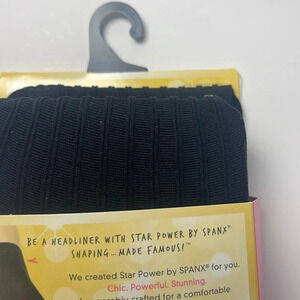 BE A HEADLINER WITH STAR POWER BY SPANX®
SHAPING...MADE FAMOUS!™
We created Star Power by SPANX® for you.
Chic. Powerful. Stunning.
crafted for a comfortable